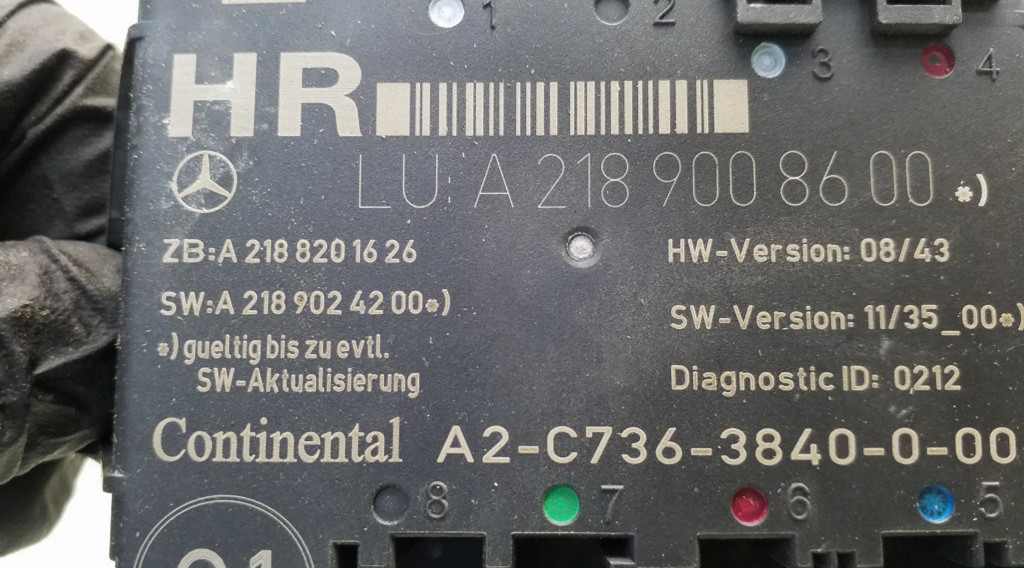 1 2
3 4
HR
LU A 218 900 86 00 *)
ZB:A 218 820 16 26
HW-Version: 08/43
SW:A 218 902 42 00*)
SW-Version: 11/35_00*)
*) gueltig bis zu evtl.
SW-Aktualisierung
Diagnostic ID: 0212
Continental A2-C736-3840-0-00
8 7 6 5